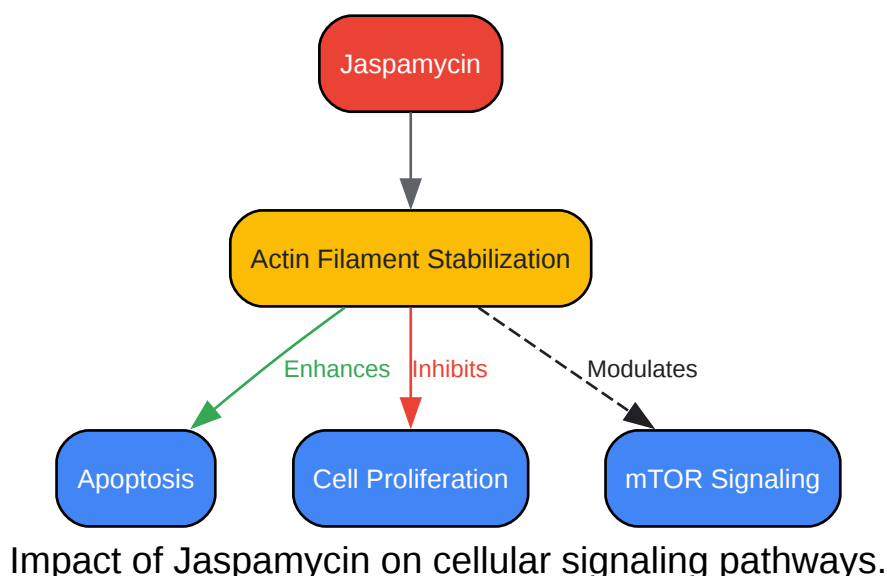 Jaspamycin
Actin Filament Stabilization
Enhances
Inhibits
Modulates
Apoptosis
Cell Proliferation
mTOR Signaling
Impact of Jaspamycin on cellular signaling pathways.